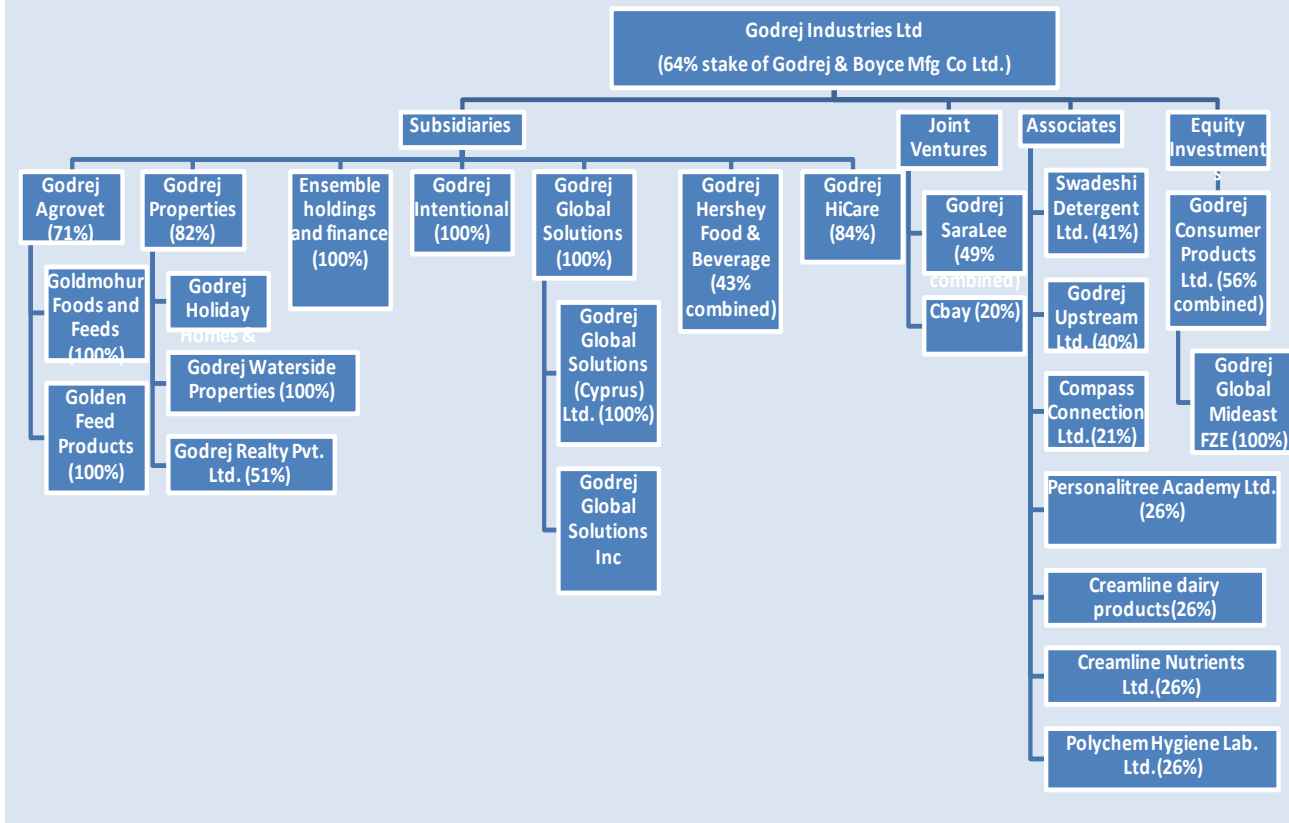 Godrej Industries Ltd
(64% stake of Godrej & Boyce Mfg Co Ltd.)
Subsidiaries
Joint
Ventures
Associates
Equity
Investment
s
Godrej
Agrovet
(71%)
Godrej
Properties
(82%)
Ensemble
holdings
and finance
(100%)
Godrej
Intentional
(100%)
Godrej
Global
Solutions
(100%)
Godrej
Hershey
Food &
Beverage
(43%
combined)
Godrej
HiCare
(84%)
Goldmohur
Foods and
Feeds
(100%)
Golden
Feed
Products
(100%)
Godrej
Holiday
Homes &
Godrej Waterside
Properties (100%)
Godrej Realty Pvt.
Ltd. (51%)
Godrej
Global
Solutions
(Cyprus)
Ltd. (100%)
Godrej
Global
Solutions
Inc
Godrej
SaraLee
(49%
combined)
Cbay (20%)
Swadeshi
Detergent
Ltd. (41%)
Godrej
Upstream
Ltd. (40%)
Compass
Connection
Ltd.(21%)
Personalitree Academy Ltd.
(26%)
Creamline dairy
products(26%)
Creamline Nutrients
Ltd.(26%)
Polychem Hygiene Lab.
Ltd.(26%)
Godrej
Consumer
Products
Ltd. (56%
combined)
Godrej
Global
Mideast
FZE (100%)